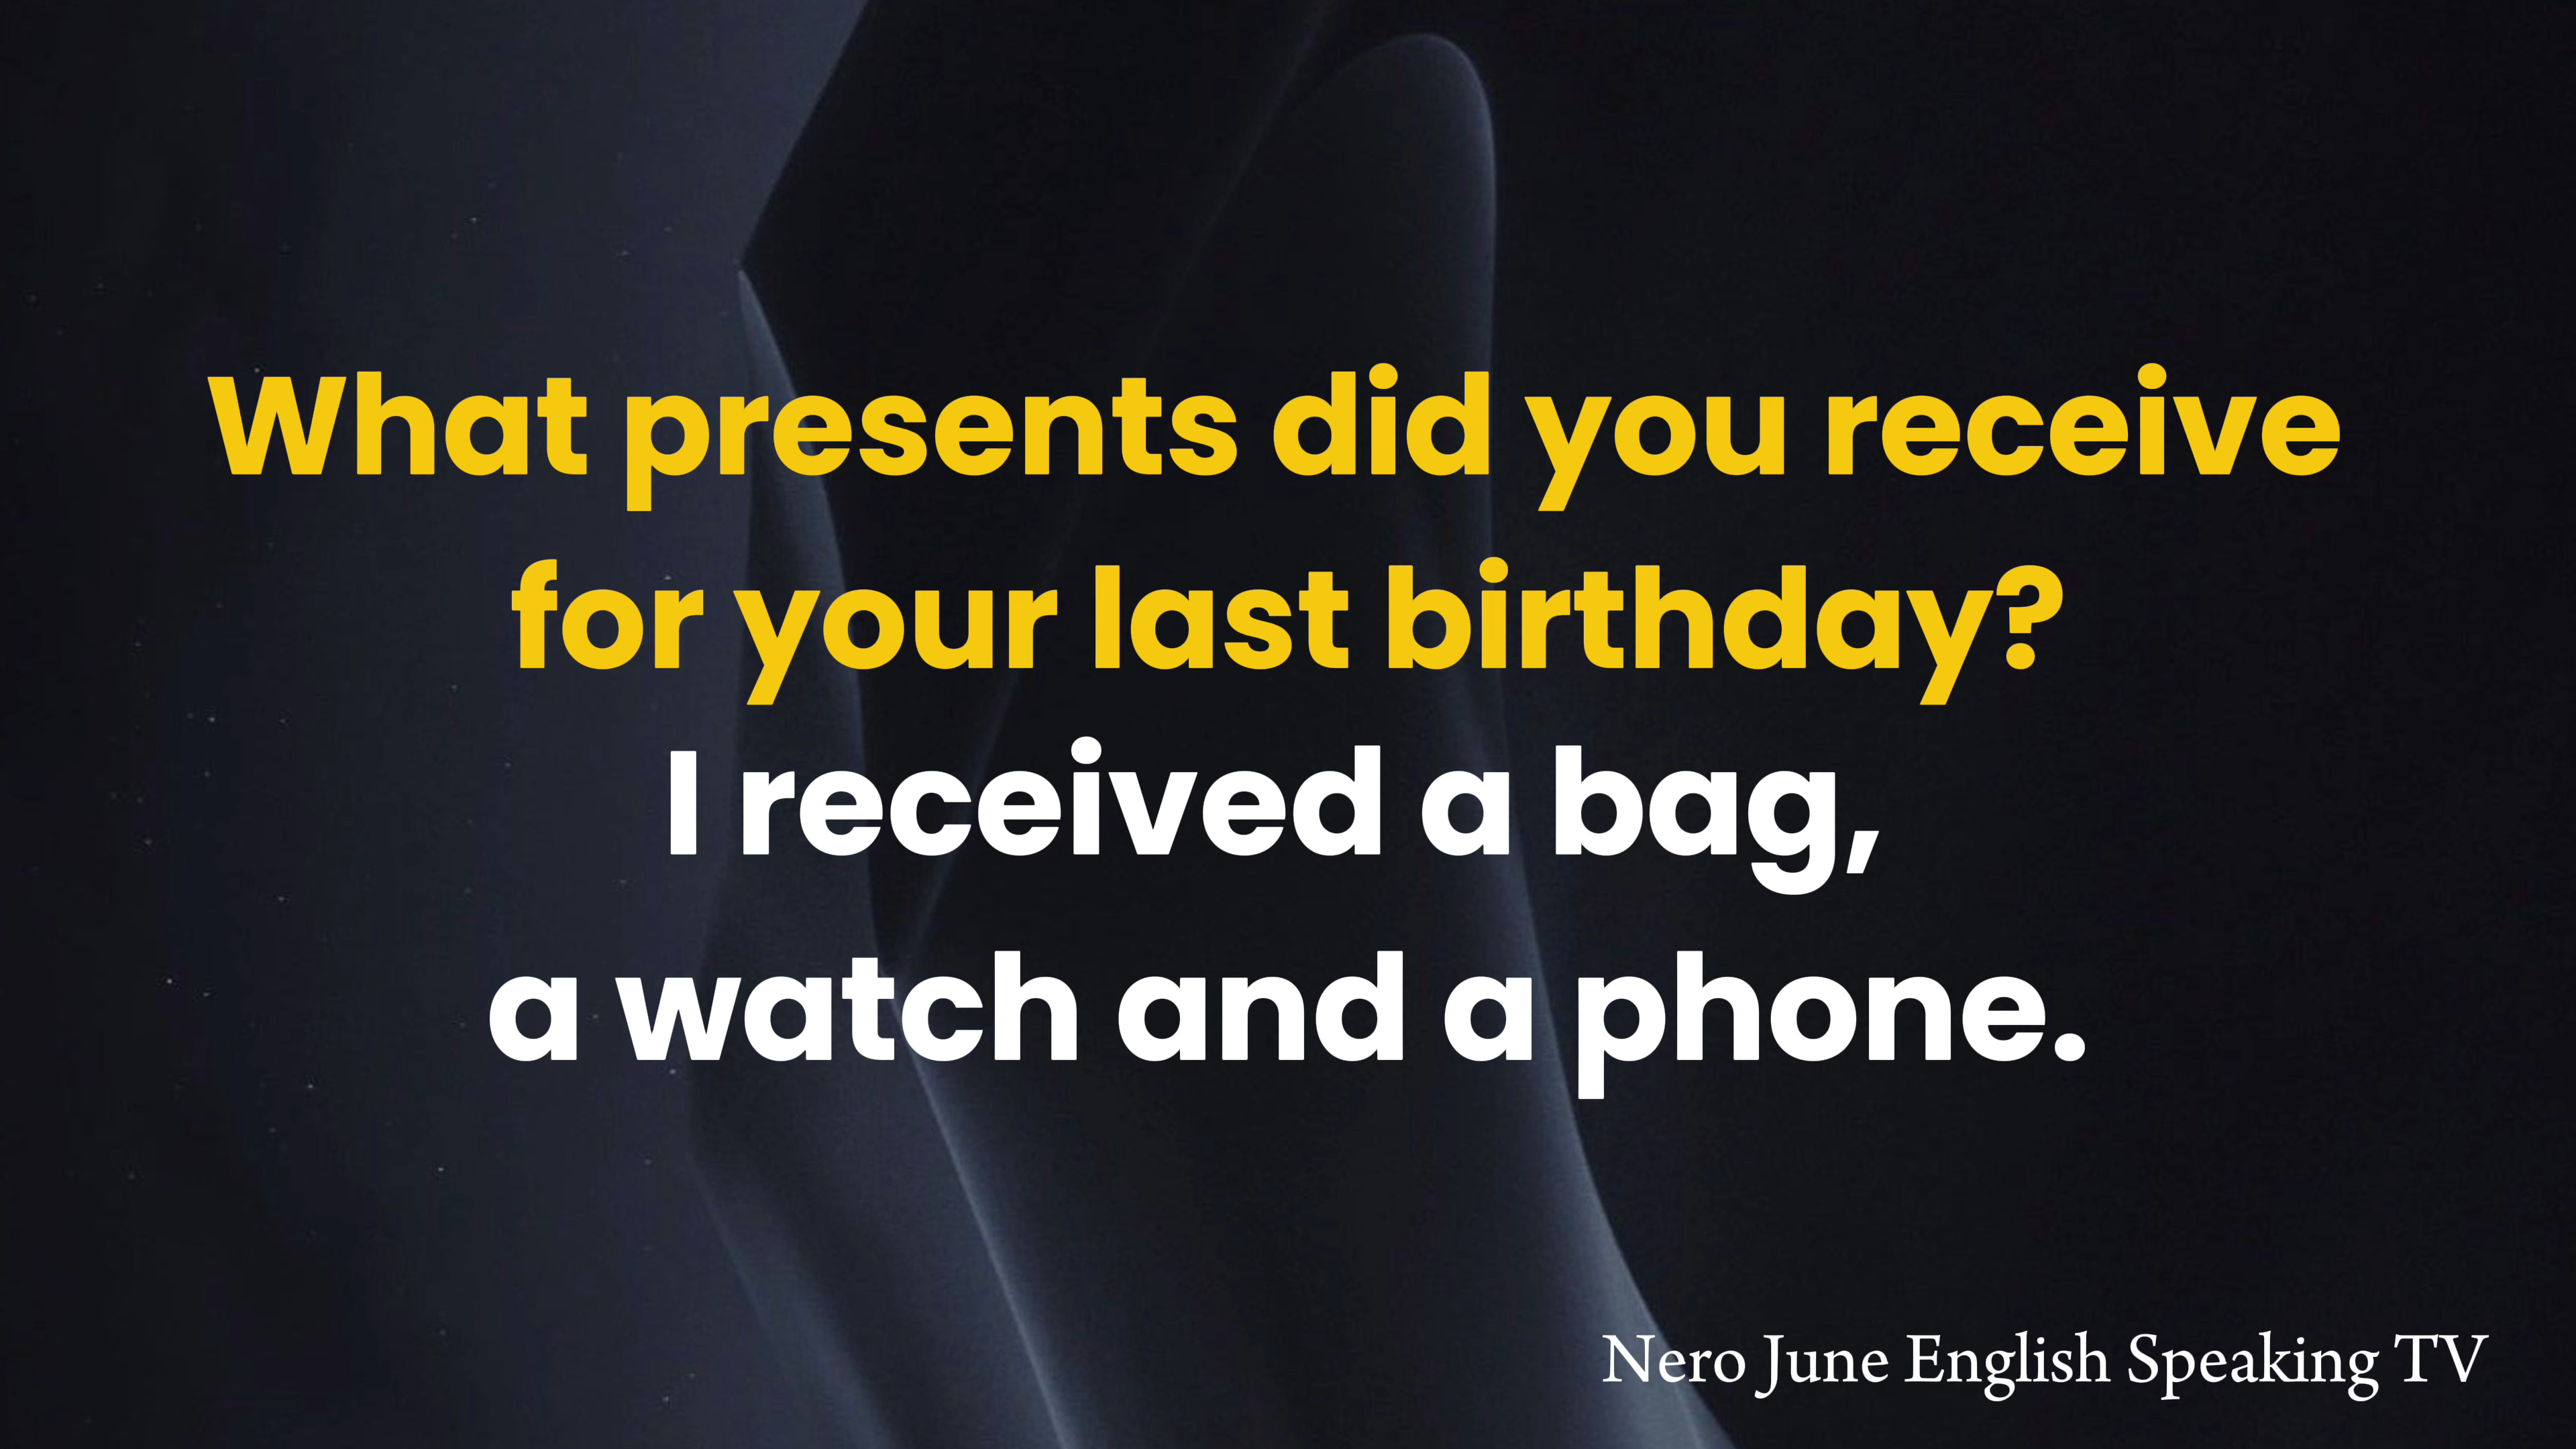 What presents did you receive
for your last birthday?
I received a bag,
a watch and a phone.
Nero June English Speaking TV